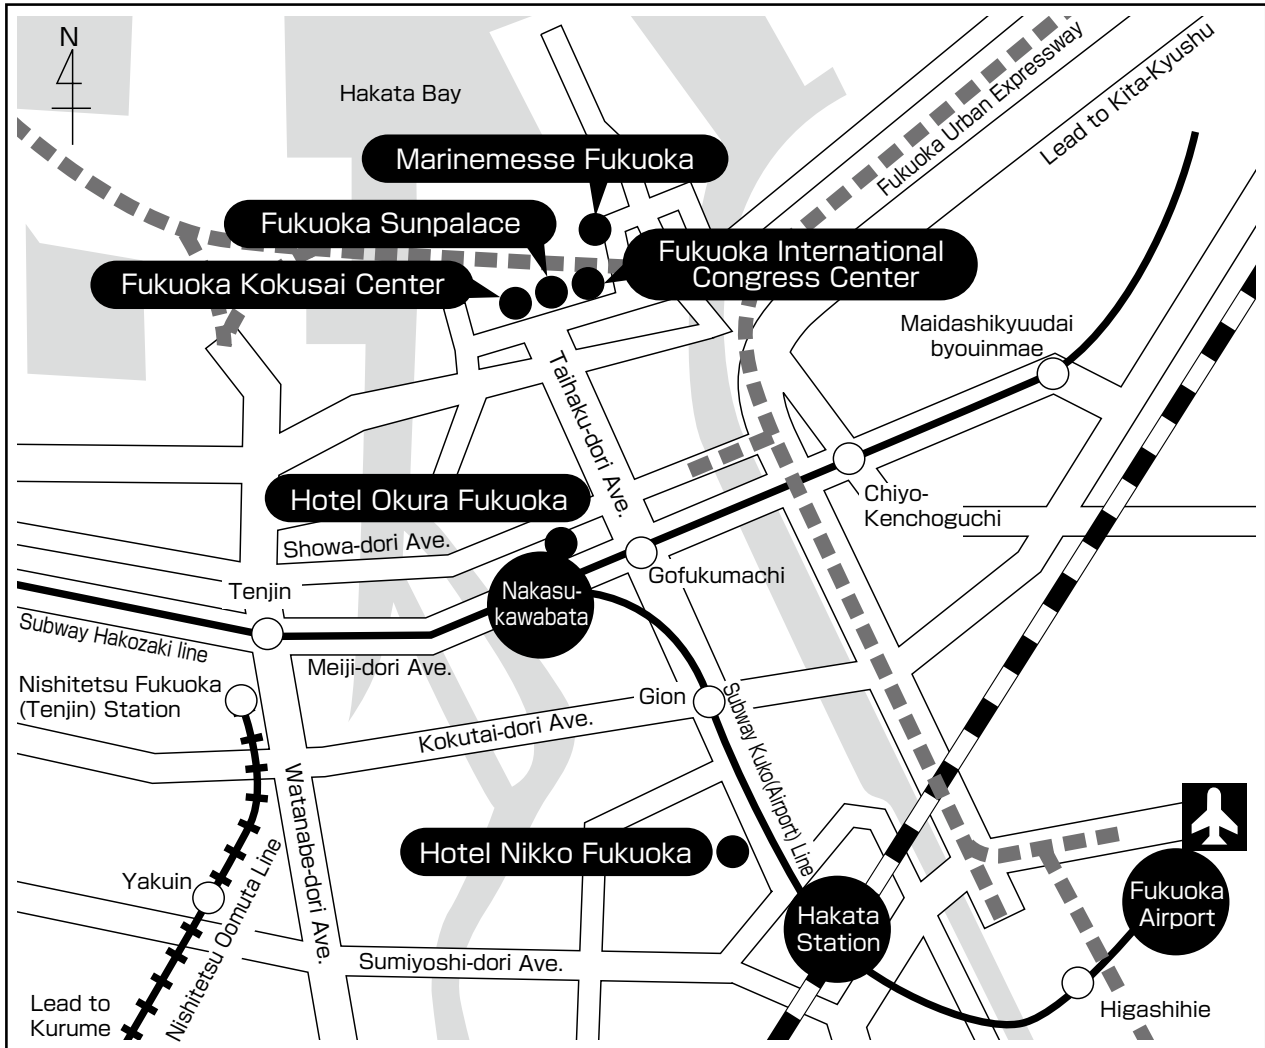 N
Hakata Bay
Marinemesse Fukuoka
Fukuoka Urban Expressway
Lead to Kita-Kyushu
Fukuoka Sunpalace
Fukuoka International
Congress Center
Fukuoka Kokusai Center
Maidashikyuudai
byouinmae
Taihaku-dori Ave.
Hotel Okura Fukuoka
Chiyo-
Kenchoguchi
Showa-dori Ave.
Gofukumachi
Tenjin
Nakasu-
kawabata
Subway Hakozaki line
Meiji-dori Ave.
Nishitetsu Fukuoka
(Tenjin) Station
Gion
Subway Kuko(Airport) Line
Kokutai-dori Ave.
Watanabe-dori Ave.
Hotel Nikko Fukuoka
Yakuin
Nishitetsu Oomuta Line
Hakata
Station
Fukuoka
Airport
Sumiyoshi-dori Ave.
Lead to
Kurume
Higashihie